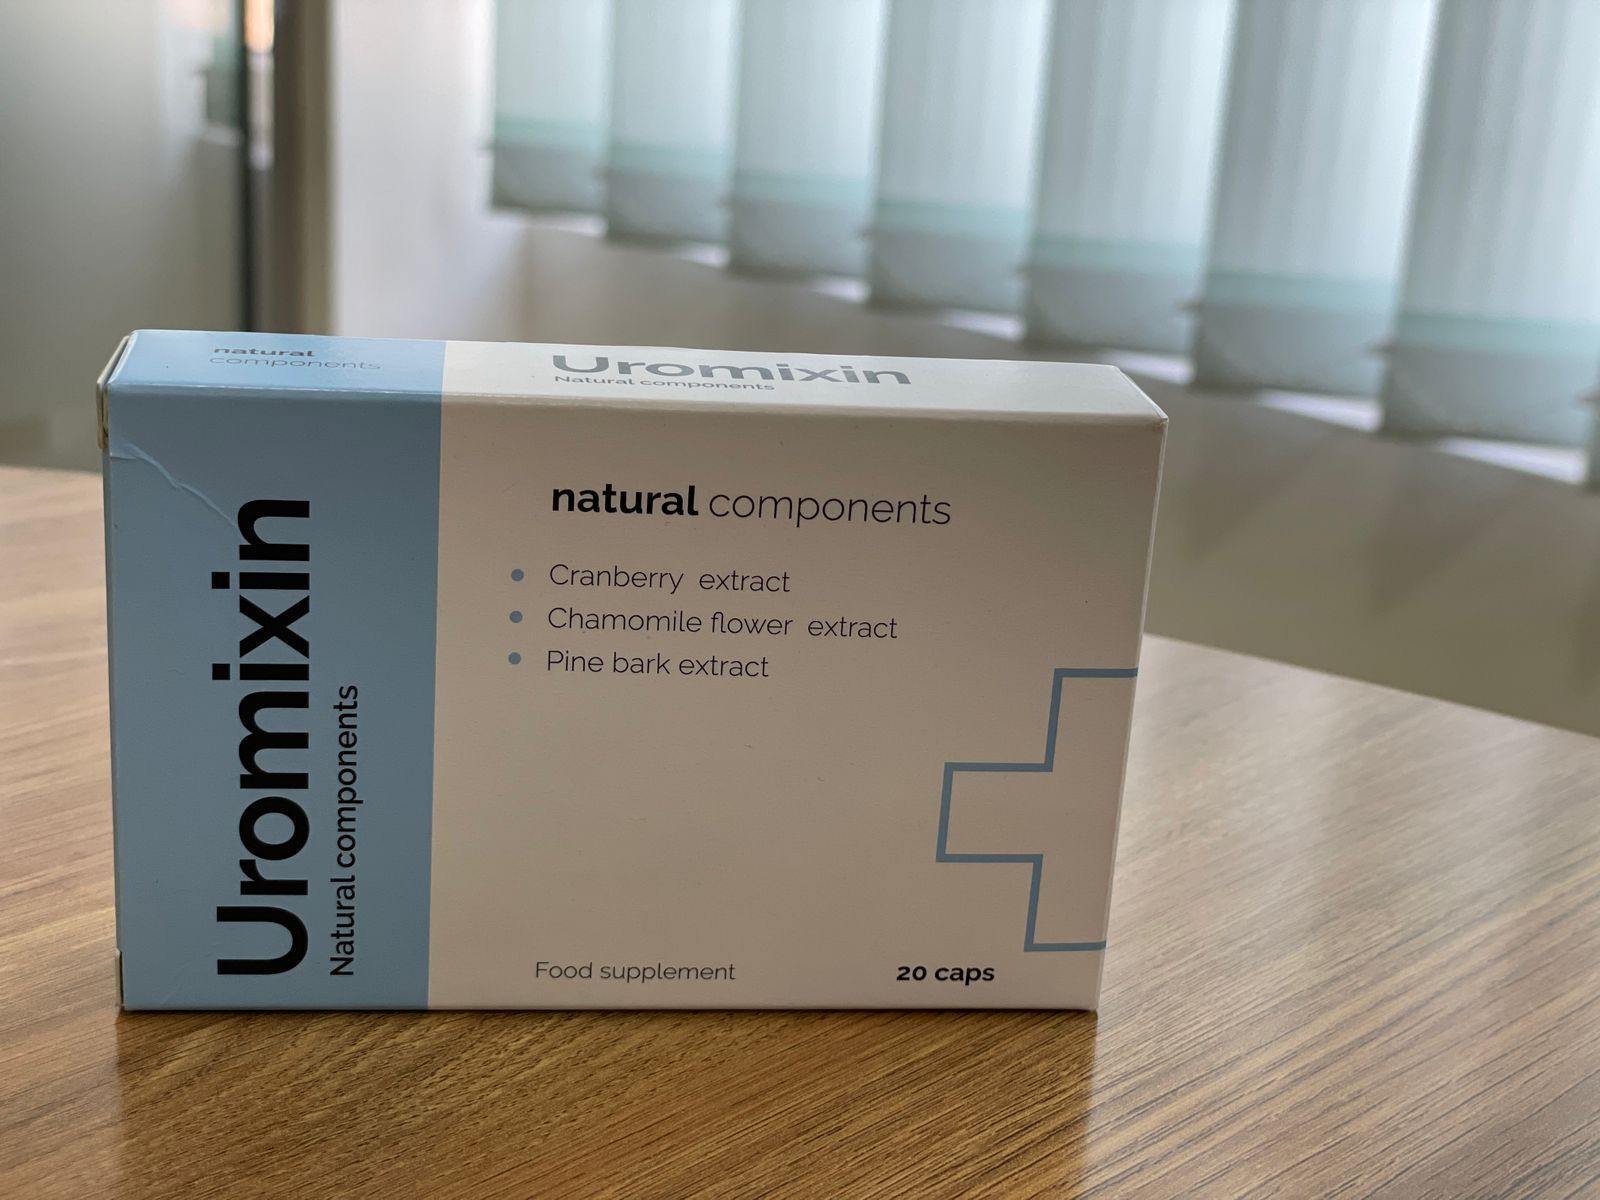 natural
components
Uromixin
Natural components
Uromixin
Natural components
natural components
Cranberry extract
Chamomile flower extract
Pine bark extract
Food supplement
20 caps